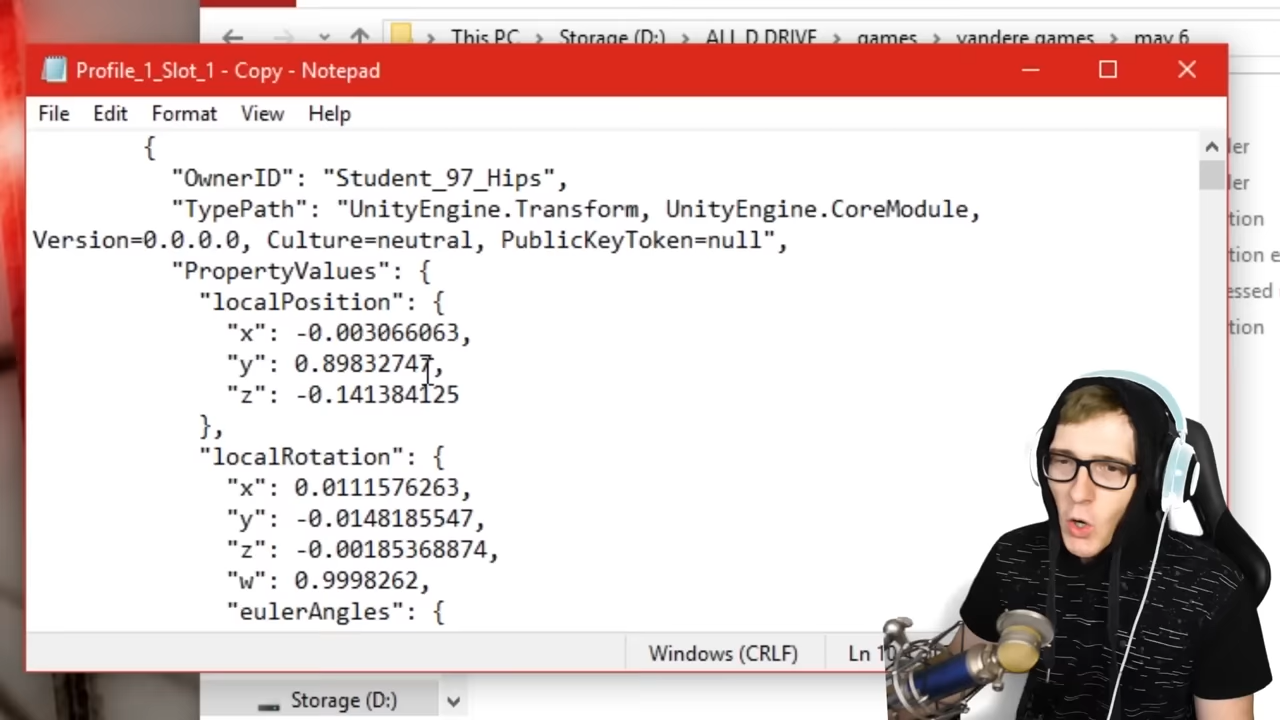 This PC
Storage (D:)
ALL D DRIVE
games
yandere games
may 6
Profile_1_Slot_1 - Copy - Notepad
File Edit Format View Help
{
"OwnerID": "Student_97_Hips",
"TypePath": "UnityEngine.Transform, UnityEngine.CoreModule,
Version=0.0.0.0, Culture=neutral, PublicKeyToken=null",
"PropertyValues": {
"localPosition": {
"x": -0.003066063,
"y": 0.89832747,
"z": -0.141384125
},
"localRotation": {
"x": 0.0111576263,
"y": -0.0148185547,
"z": -0.00185368874,
"w": 0.9998262,
"eulerAngles": {
Windows (CRLF)
Ln
Storage (D:)